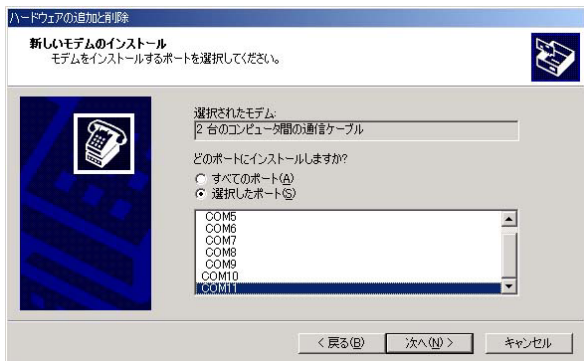 ハードウェアの追加と削除
新しいモデムのインストール
モデムをインストールするポートを選択してください。
選択されたモデム:
2 台のコンピュータ間の通信ケーブル
どのポートにインストールしますか?
すべてのポート(A)
選択したポート(S)
COM5
COM6
COM7
COM8
COM9
COM10
COM11
< 戻る(B)
次へ(N) >
キャンセル